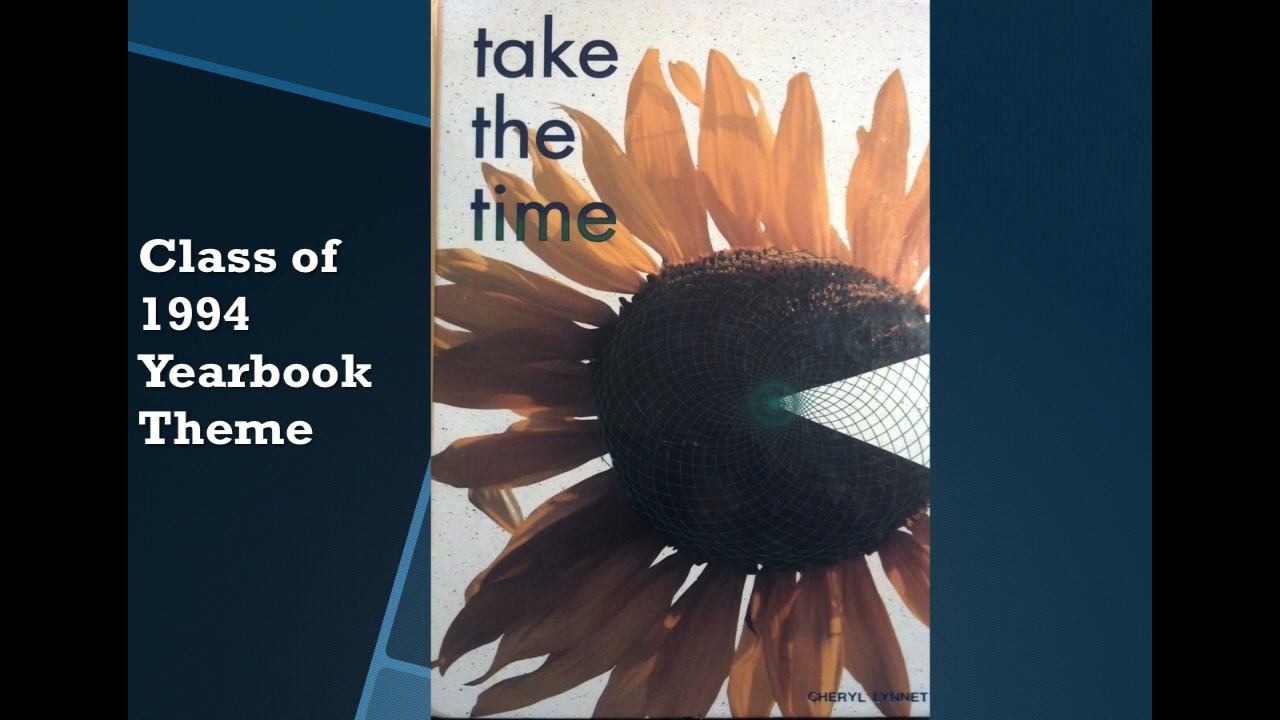 Class of
1994
Yearbook
Theme
take
the
time
CHERYL LYNNET